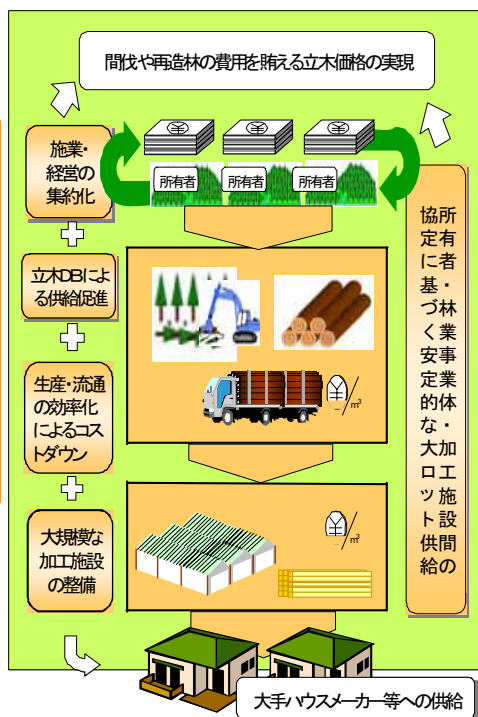 間伐や再造林の費用を賄える立木価格の実現
施業・
経営の
集約化
立木DBによ
る供給促進
生産・流通
の効率化
によるコス
トダウン
大規模な
加工施設
の整備
¥
¥
¥
所有者
所有者
所有者
¥/m³
¥/m³
所有者・林業事業体・加工施設間の
協定に基づく安定的な大ロット供給
大手ハウスメーカー等への供給